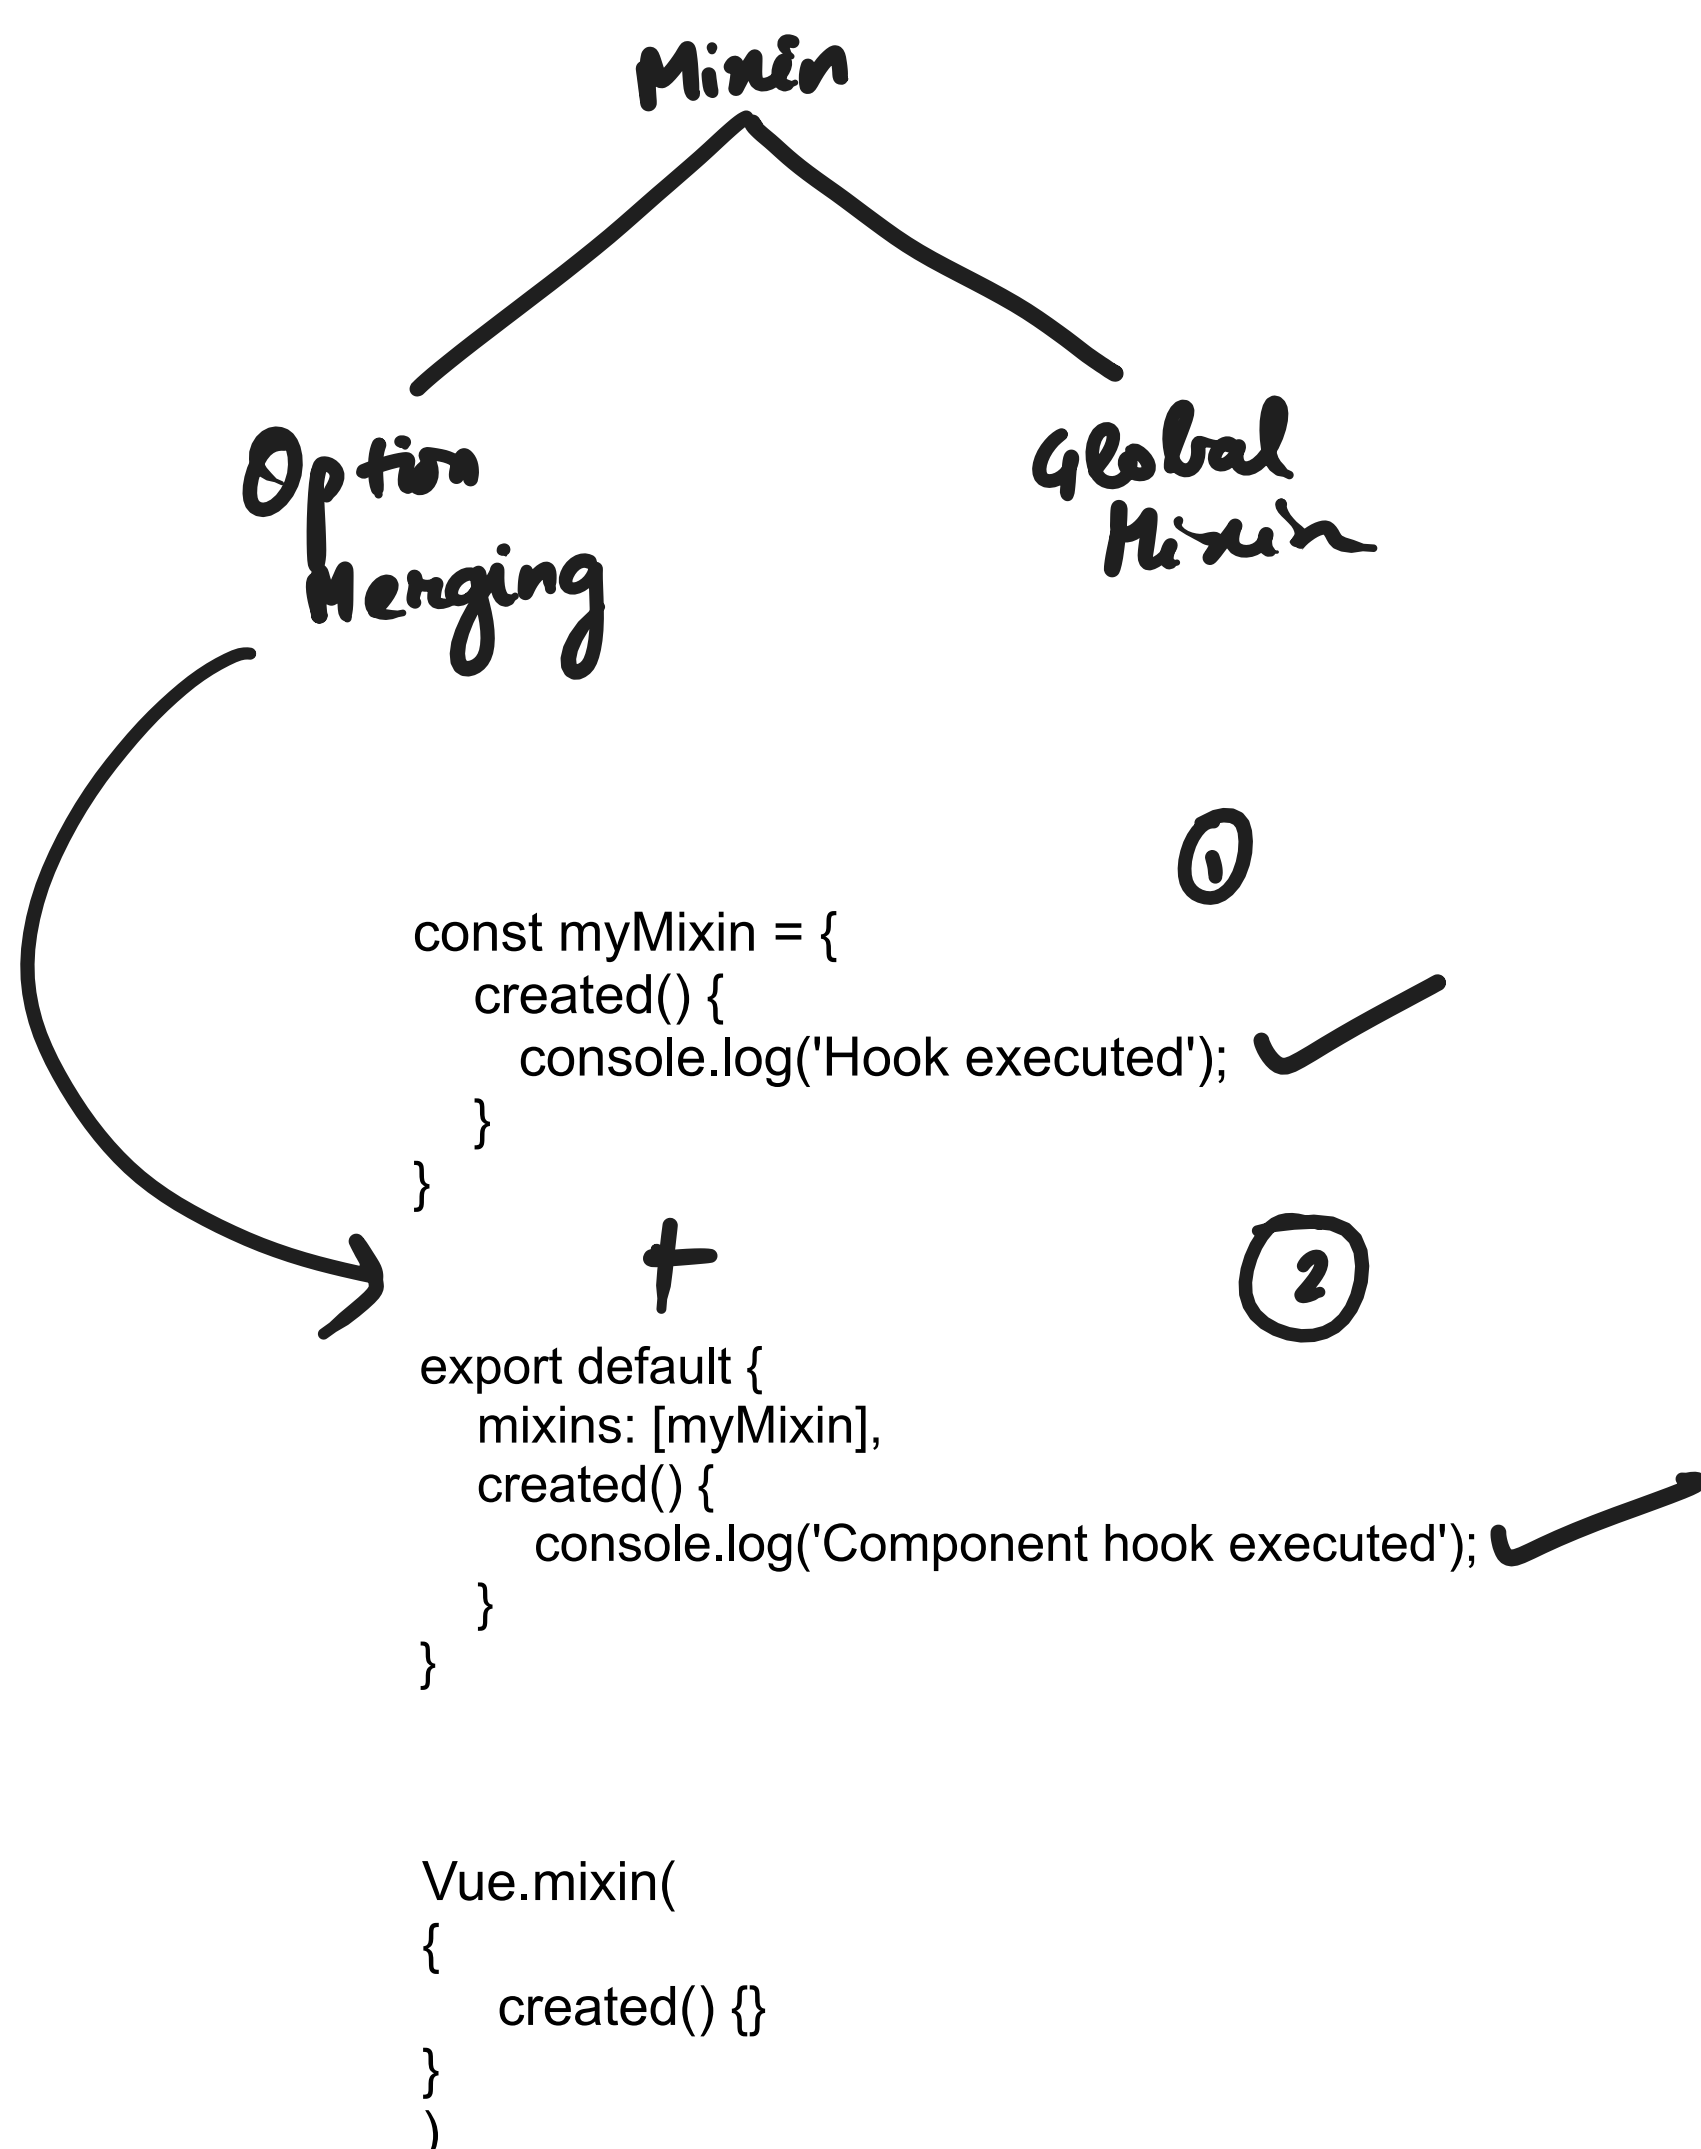 Mixin
Option
Merging
Global
Mixin
1
const myMixin = {
created() {
console.log('Hook executed');
}
}
+
2
export default {
mixins: [myMixin],
created() {
console.log('Component hook executed');
}
}
Vue.mixin(
{
created() {}
}
)